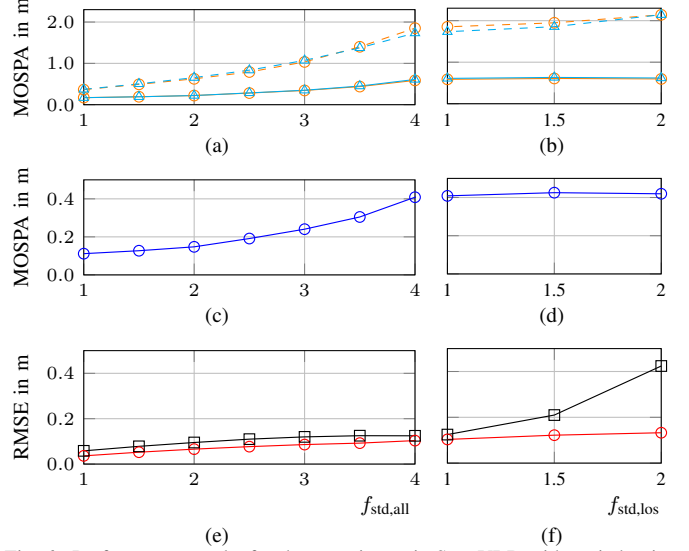 MOSPA in m
2.0
1.0
0.0
1 2 3 4
1 1.5 2
(a) (b)
MOSPA in m
0.4
0.2
0.0
1 2 3 4
1 1.5 2
(c) (d)
RMSE in m
0.4
0.2
0.0
1 2 3 4
1 1.5 2
f_std,all f_std,los
(e) (f)